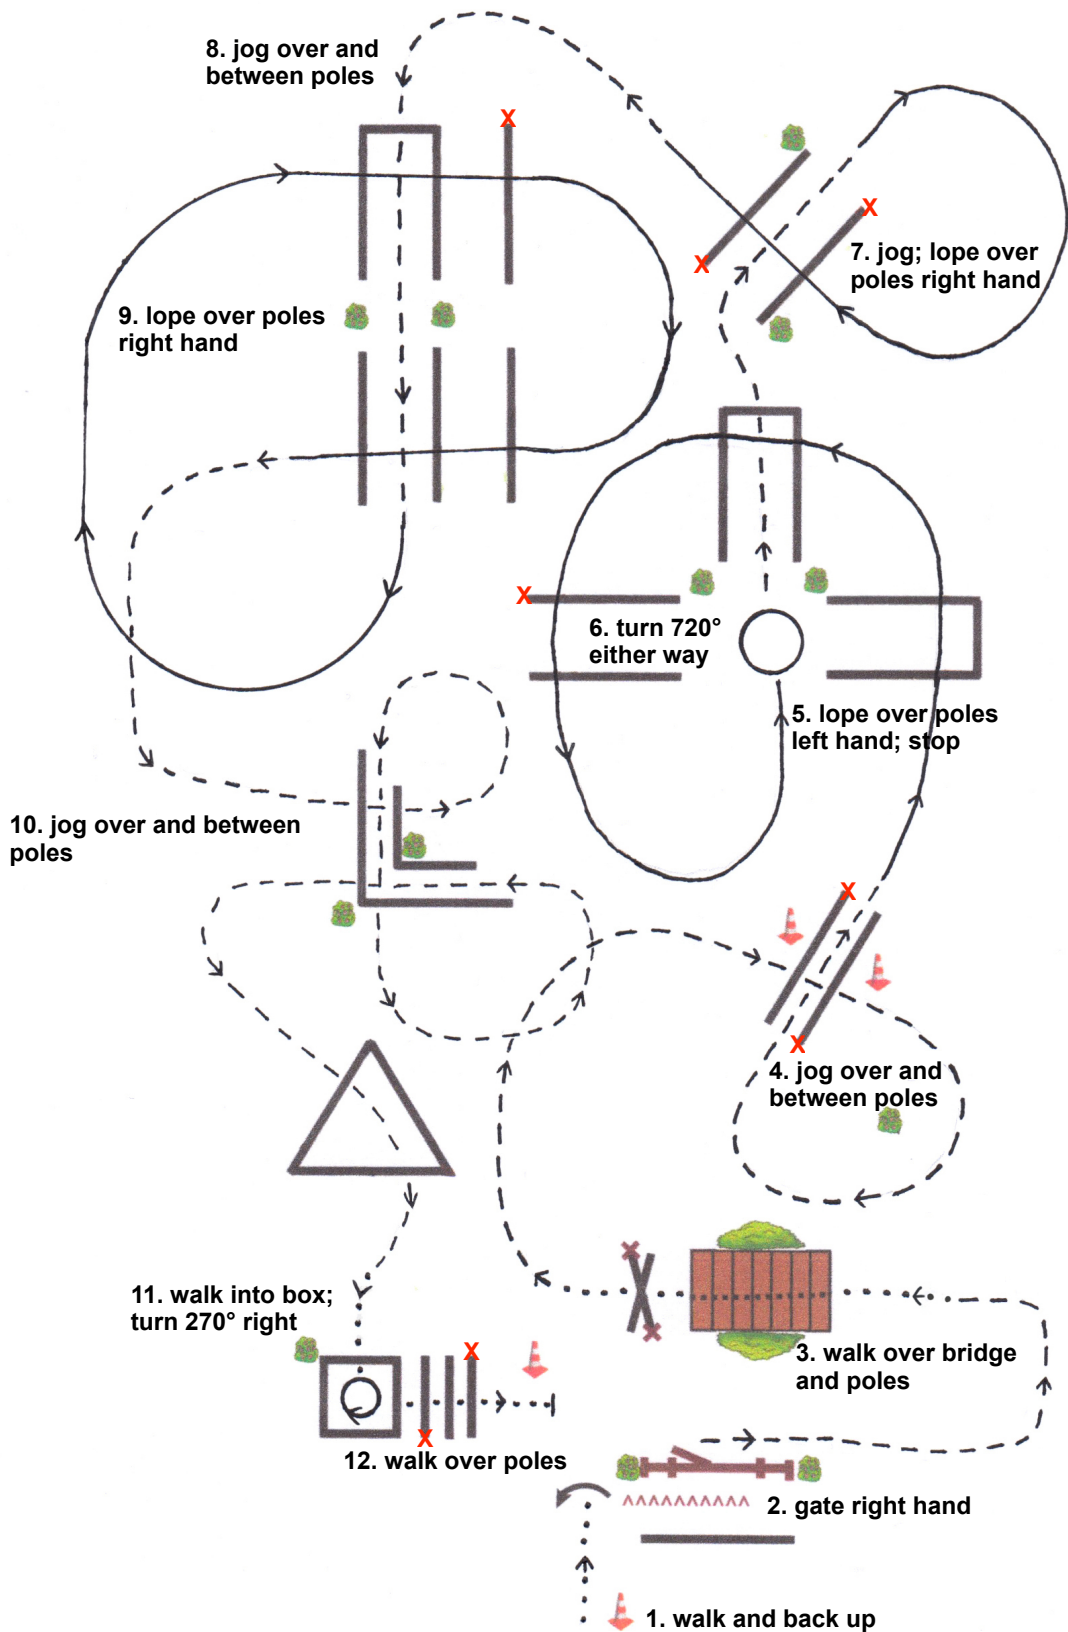 8. jog over and
between poles
X
X
X
7. jog; lope over
poles right hand
9. lope over poles
right hand
X
6. turn 720°
either way
5. lope over poles
left hand; stop
10. jog over and between
poles
X
X
4. jog over and
between poles
11. walk into box;
turn 270° right
3. walk over bridge
and poles
X
X
12. walk over poles
2. gate right hand
1. walk and back up